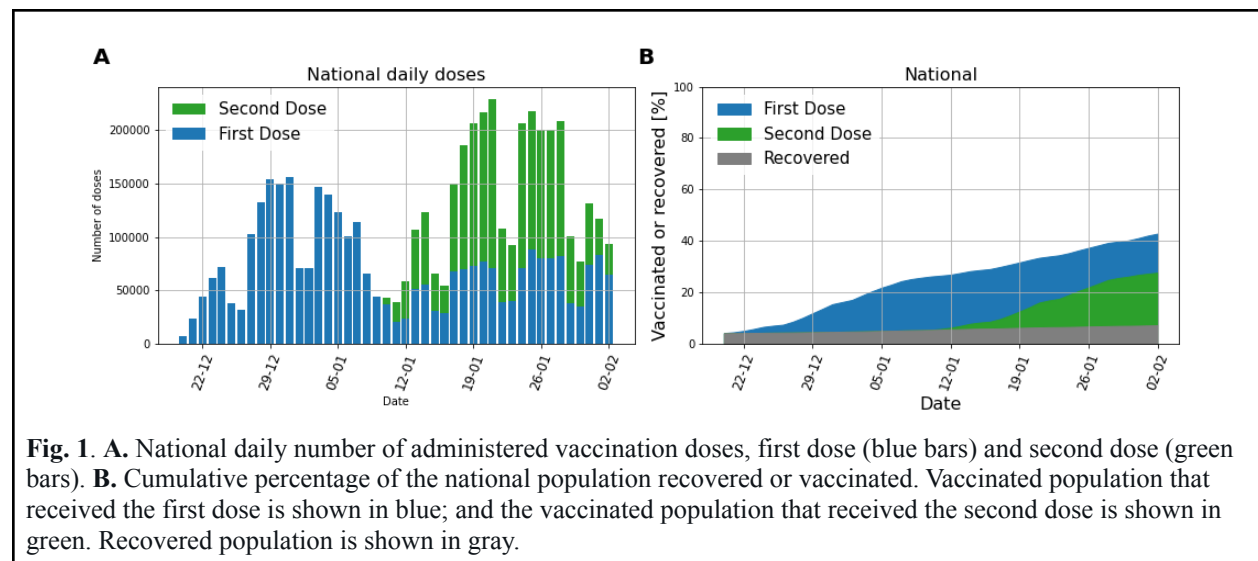 A
National daily doses
Second Dose
First Dose
Number of doses
200000
150000
100000
50000
0
22-12
29-12
05-01
12-01
19-01
26-01
02-02
Date
B
National
First Dose
Second Dose
Recovered
Vaccinated or recovered [%]
100
80
60
40
20
0
22-12
29-12
05-01
12-01
19-01
26-01
02-02
Date
Fig. 1. A. National daily number of administered vaccination doses, first dose (blue bars) and second dose (green
bars). B. Cumulative percentage of the national population recovered or vaccinated. Vaccinated population that
received the first dose is shown in blue; and the vaccinated population that received the second dose is shown in
green. Recovered population is shown in gray.